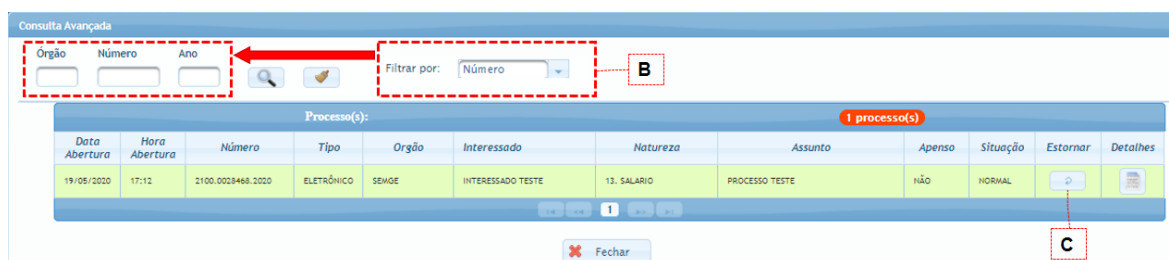 Consulta Avançada
Órgão Número Ano
Filtrar por: Número
B
Processo(s): 1 processo(s)
Data Abertura Hora Abertura Número Tipo Orgão Interessado Natureza Assunto Apenso Situação Estornar Detalhes
19/05/2020 17:12 2100.0028468.2020 ELETRÔNICO SEMGE INTERESSADO TESTE 13. SALARIO PROCESSO TESTE NÃO NORMAL
1
Fechar
C